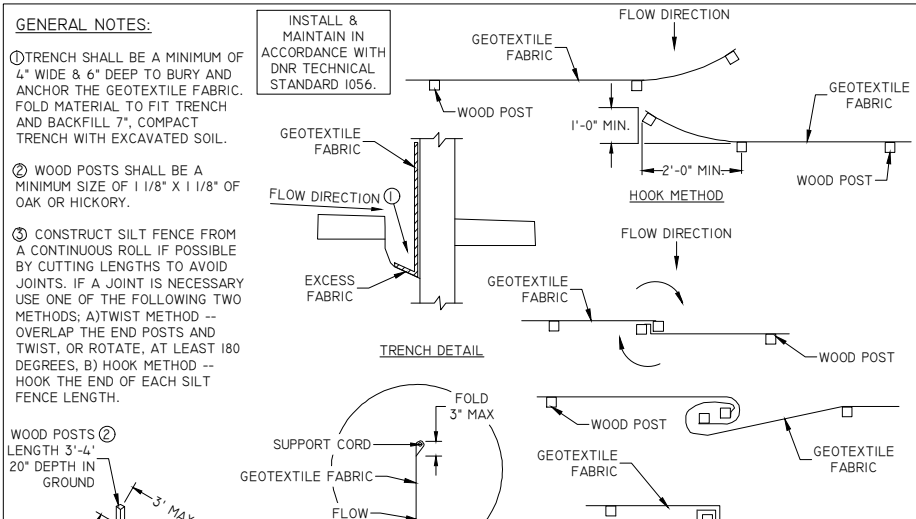 GENERAL NOTES:
① TRENCH SHALL BE A MINIMUM OF
4" WIDE & 6" DEEP TO BURY AND
ANCHOR THE GEOTEXTILE FABRIC.
FOLD MATERIAL TO FIT TRENCH
AND BACKFILL 7", COMPACT
TRENCH WITH EXCAVATED SOIL.
② WOOD POSTS SHALL BE A
MINIMUM SIZE OF 1 1/8" X 1 1/8" OF
OAK OR HICKORY.
③ CONSTRUCT SILT FENCE FROM
A CONTINUOUS ROLL IF POSSIBLE
BY CUTTING LENGTHS TO AVOID
JOINTS. IF A JOINT IS NECESSARY
USE ONE OF THE FOLLOWING TWO
METHODS; A)TWIST METHOD --
OVERLAP THE END POSTS AND
TWIST, OR ROTATE, AT LEAST 180
DEGREES, B) HOOK METHOD --
HOOK THE END OF EACH SILT
FENCE LENGTH.
WOOD POSTS ②
LENGTH 3'-4'
20" DEPTH IN
GROUND
3' MAX
INSTALL &
MAINTAIN IN
ACCORDANCE WITH
DNR TECHNICAL
STANDARD 1056.
GEOTEXTILE
FABRIC
FLOW DIRECTION ①
EXCESS
FABRIC
TRENCH DETAIL
FOLD
3" MAX
SUPPORT CORD
GEOTEXTILE FABRIC
FLOW
FLOW DIRECTION
GEOTEXTILE
FABRIC
WOOD POST
GEOTEXTILE
FABRIC
1'-0" MIN.
2'-0" MIN.
WOOD POST
HOOK METHOD
FLOW DIRECTION
GEOTEXTILE
FABRIC
WOOD POST
WOOD POST
GEOTEXTILE
FABRIC
GEOTEXTILE
FABRIC